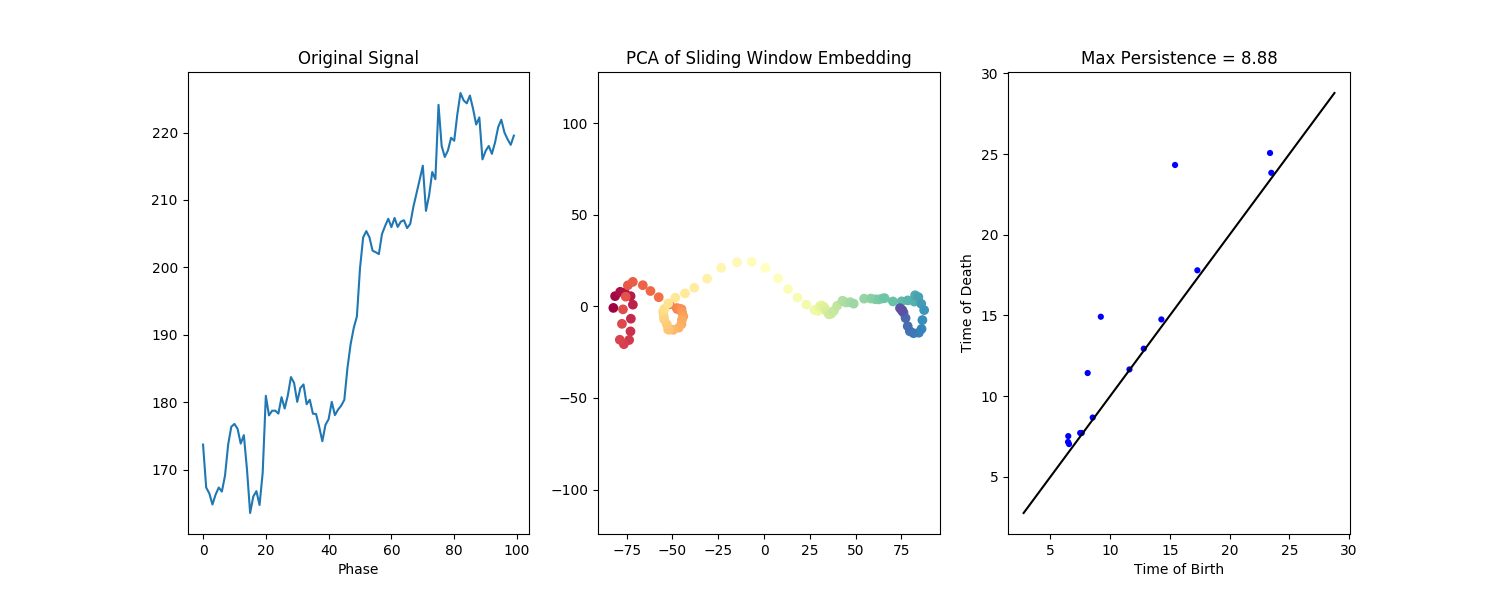 Original Signal
220
210
200
190
180
170
0 20 40 60 80 100
Phase
PCA of Sliding Window Embedding
100
50
0
−50
−100
−75 −50 −25 0 25 50 75
Max Persistence = 8.88
30
25
20
15
10
5
Time of Death
5 10 15 20 25 30
Time of Birth